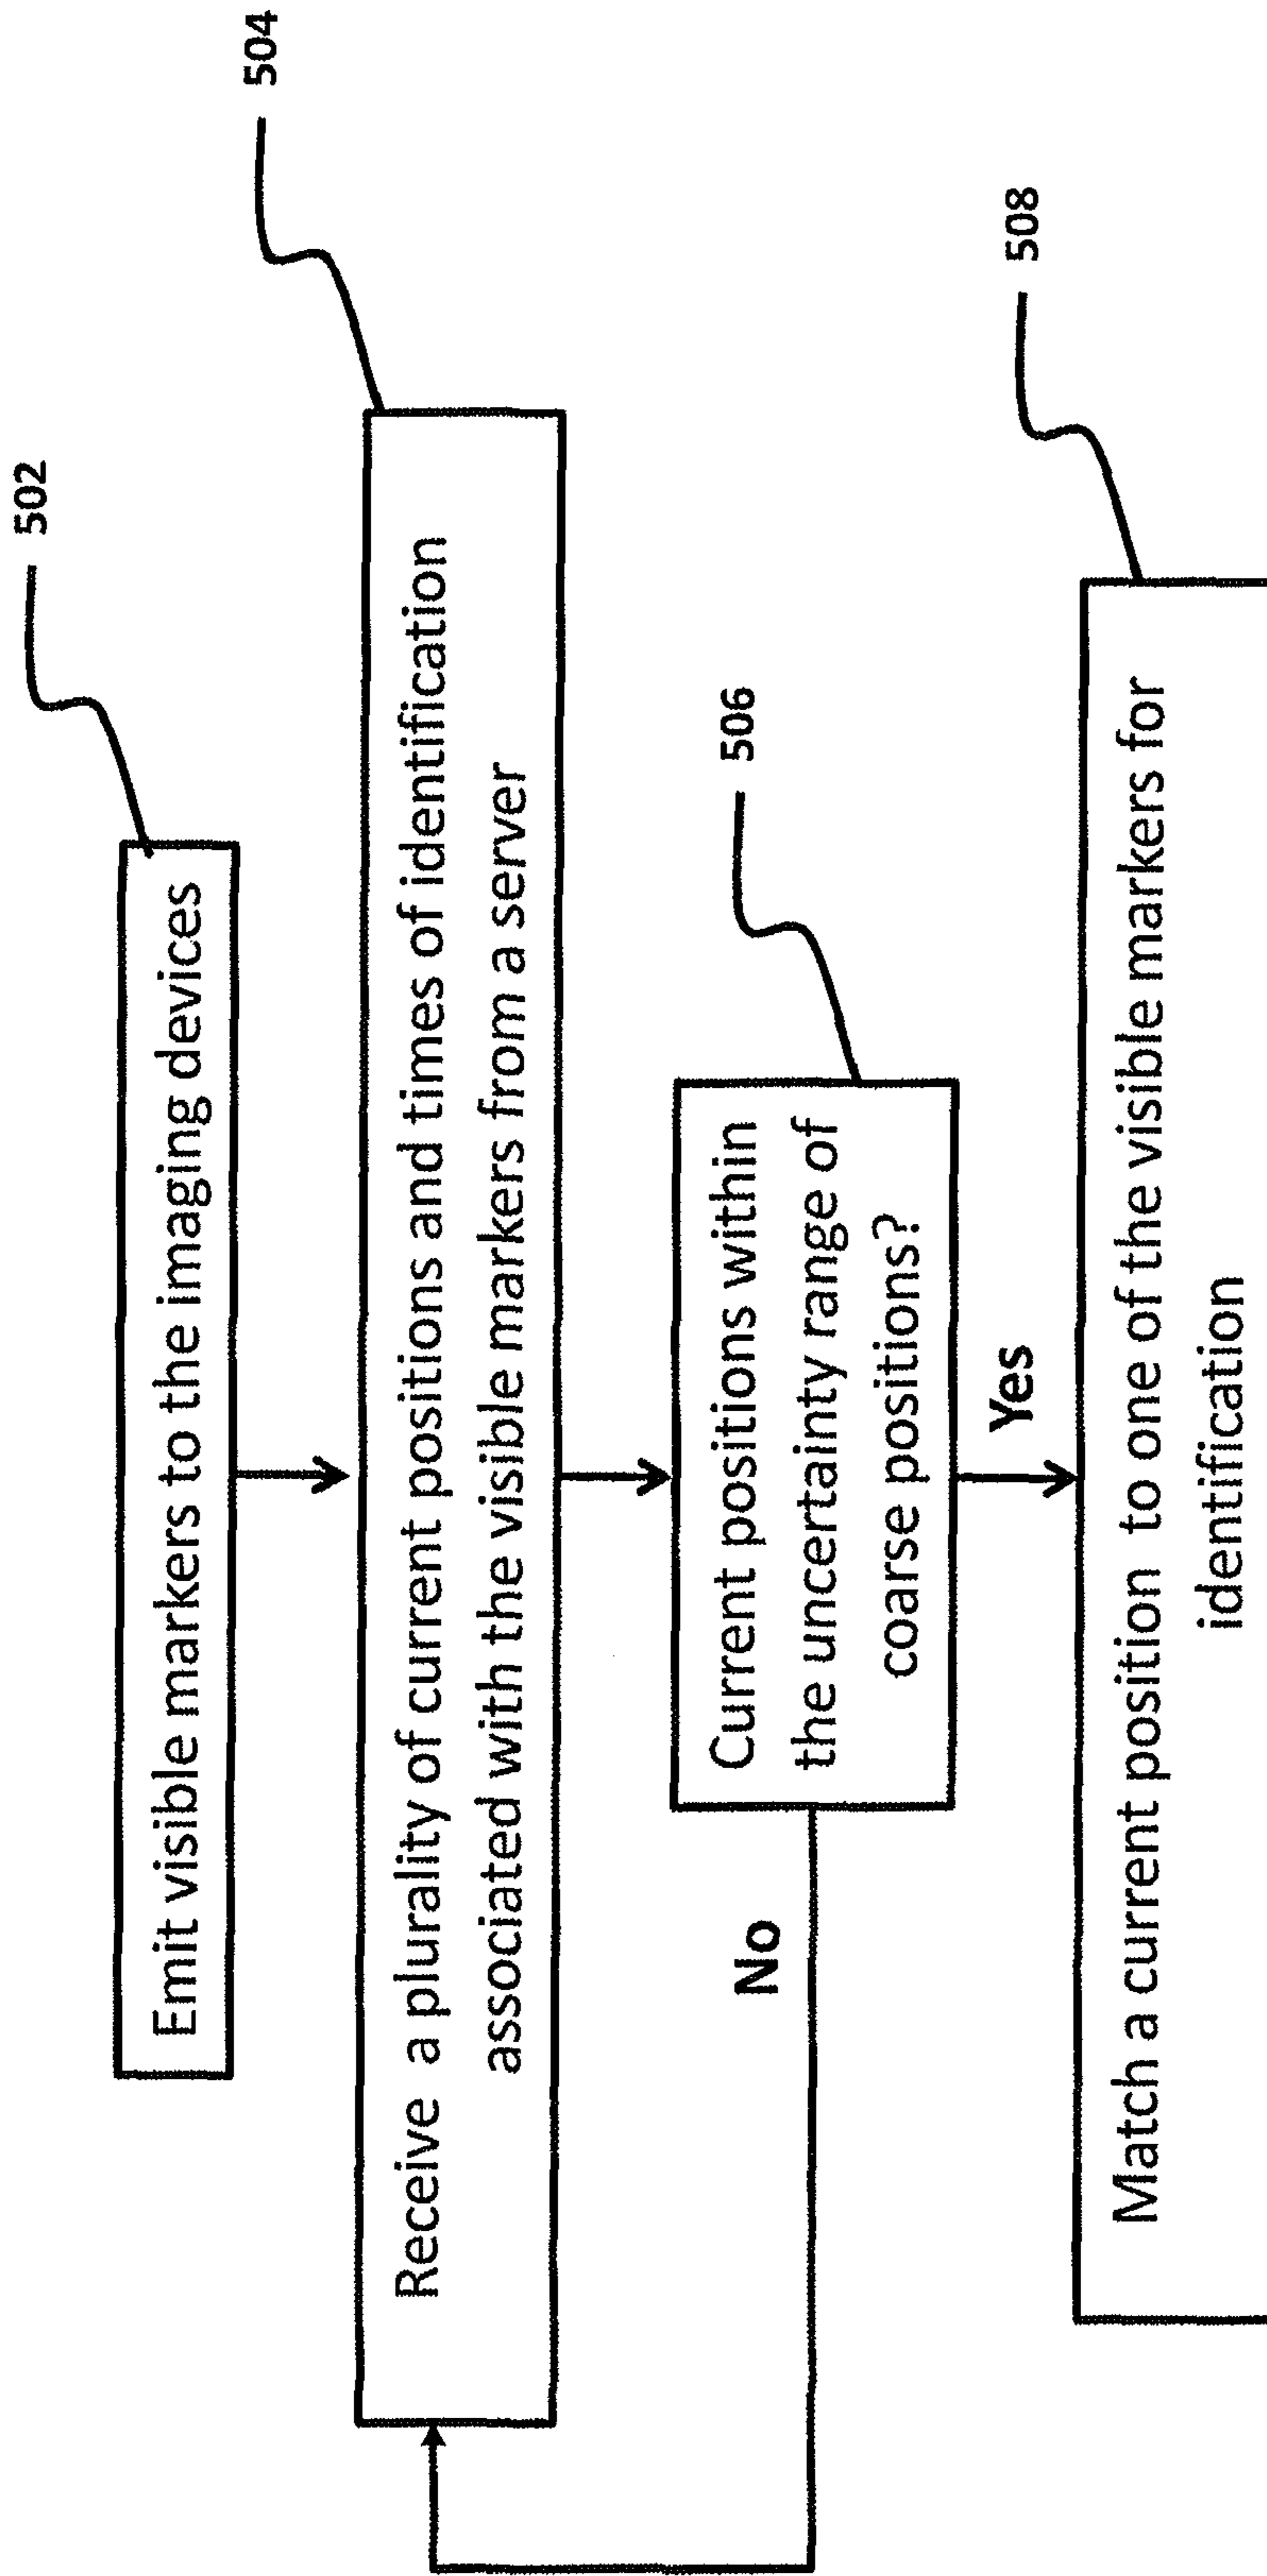 502
Emit visible markers to the imaging devices
504
Receive a plurality of current positions and times of identification
associated with the visible markers from a server
506
Current positions within
the uncertainty range of
coarse positions?
No
Yes
508
Match a current position to one of the visible markers for
identification